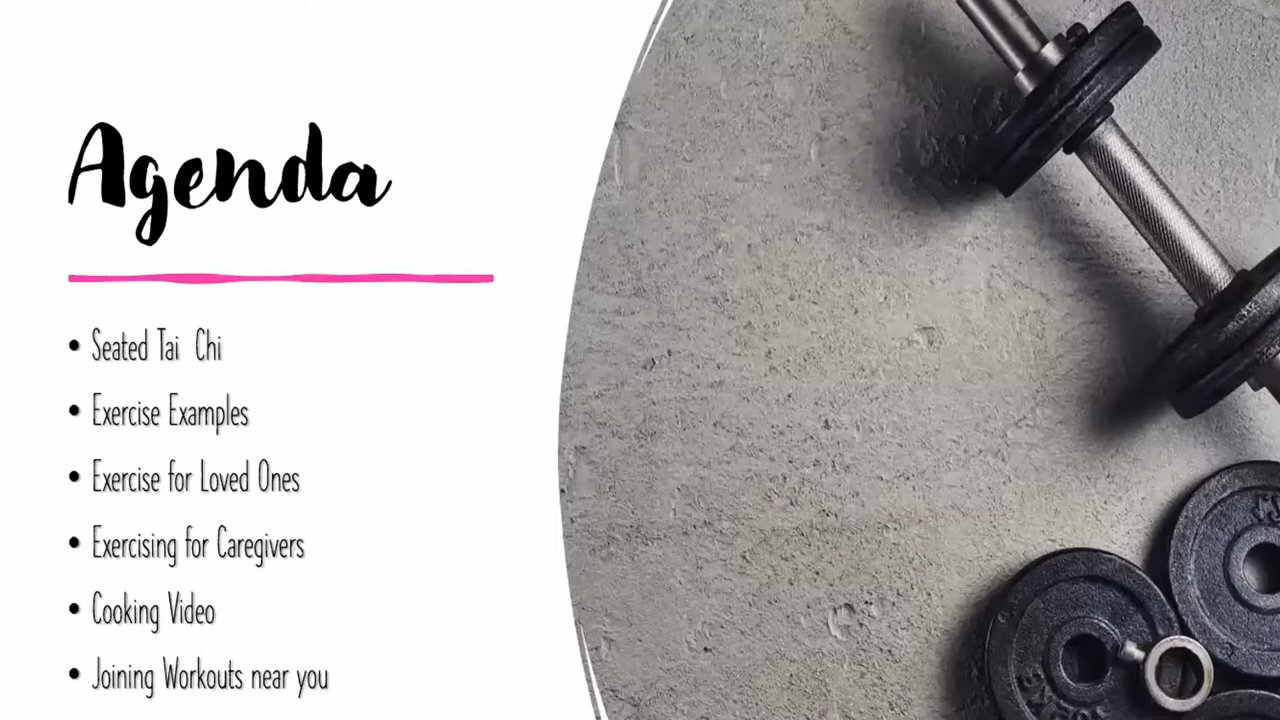 Agenda
• Seated Tai Chi
• Exercise Examples
• Exercise for Loved Ones
• Exercising for Caregivers
• Cooking Video
• Joining Workouts near you